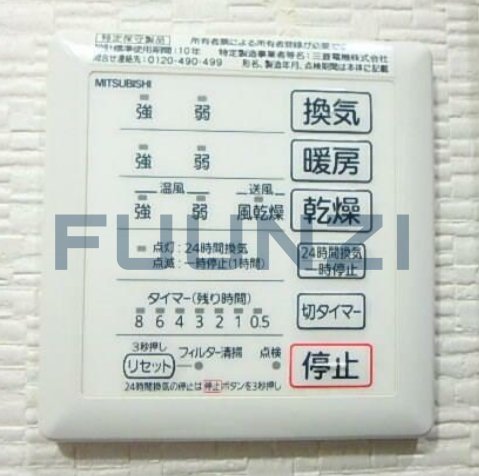 特定保守製品 所有者票による所有者登録が必要で
標準使用期間:10年 特定製造事業者等名:三菱電機株式会社
問合せ連絡先:0120-490-499 形名、製造年月、点検期間は本体に記載
MITSUBISHI
強 弱 換気
強 弱 暖房
温風 送風
強 弱 風乾燥 乾燥
点灯:24時間換気
点滅:一時停止(1時間)
24時間換気
一時停止
FUUNZI
タイマー(残り時間)
8 6 4 3 2 1 0.5
切タイマー
3秒押し
リセット フィルター清掃 点検
停止
24時間換気の停止は停止ボタンを3秒押し